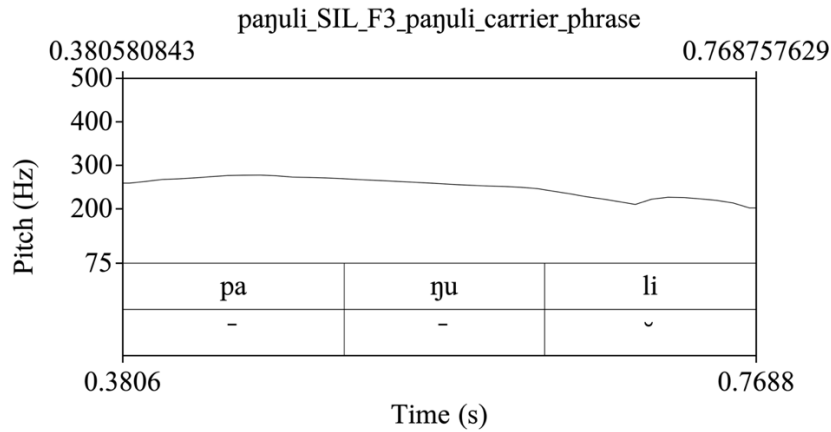 paŋuli_SIL_F3_paŋuli_carrier_phrase
0.380580843 0.768757629
500
400
300
200
75
Pitch (Hz)
pa ŋu li
ˉ ˉ ˘
0.3806 0.7688
Time (s)